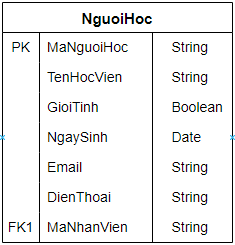 NguoiHoc
PK MaNguoiHoc String
TenHocVien String
GioiTinh Boolean
NgaySinh Date
Email String
DienThoai String
FK1 MaNhanVien String